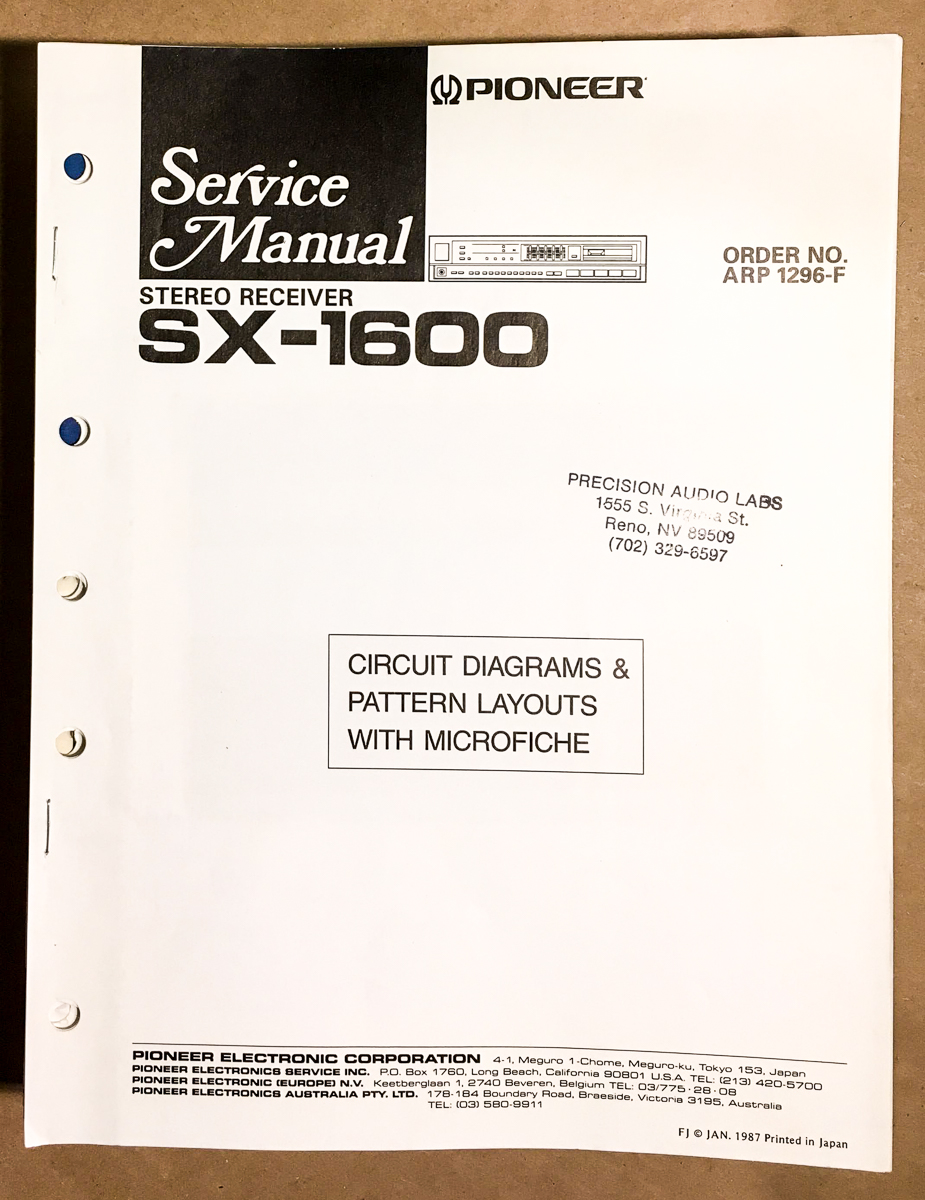 PIONEER
Service
Manual
ORDER NO.
ARP 1296-F
STEREO RECEIVER
SX-1600
PRECISION AUDIO LABS
1555 S. Virginia St.
Reno, NV 89509
(702) 329-6597
CIRCUIT DIAGRAMS &
PATTERN LAYOUTS
WITH MICROFICHE
PIONEER ELECTRONIC CORPORATION 4-1, Meguro 1-Chome, Meguro-ku, Tokyo 153, Japan
PIONEER ELECTRONICS SERVICE INC. P.O. Box 1760, Long Beach, California 90801 U.S.A. TEL: (213) 420-5700
PIONEER ELECTRONIC (EUROPE) N.V. Keetberglaan 1, 2740 Beveren, Belgium TEL: 03/775·28·08
PIONEER ELECTRONICS AUSTRALIA PTY. LTD. 178-184 Boundary Road, Braeside, Victoria 3195, Australia
TEL: (03) 580-9911
FJ © JAN. 1987 Printed in Japan